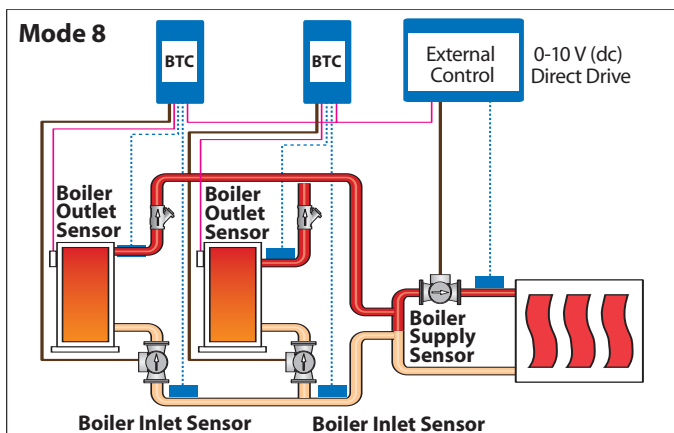 Mode 8
BTC
BTC
External
Control
0-10 V (dc)
Direct Drive
Boiler
Outlet
Sensor
Boiler
Outlet
Sensor
Boiler
Supply
Sensor
Boiler Inlet Sensor
Boiler Inlet Sensor